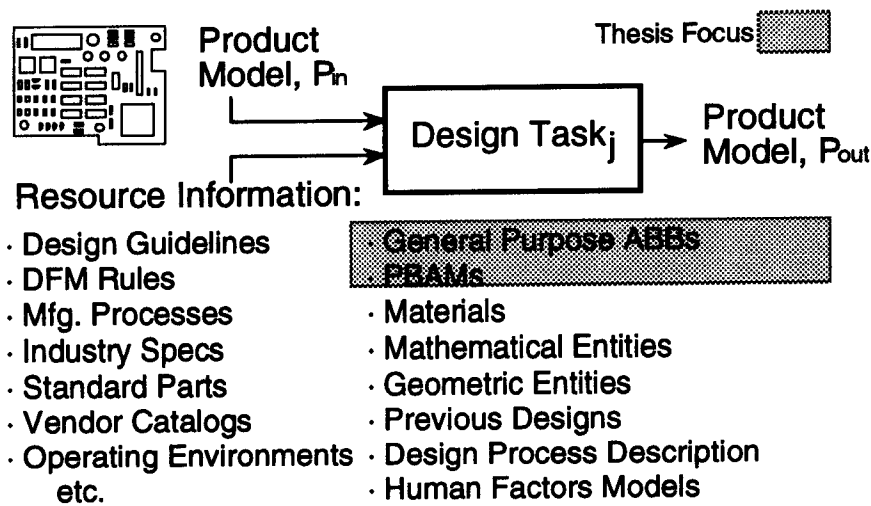 Thesis Focus
Product
Model, Pin
Design Taskj
Product
Model, Pout
Resource Information:
· Design Guidelines
· DFM Rules
· Mfg. Processes
· Industry Specs
· Standard Parts
· Vendor Catalogs
· Operating Environments
etc.
· General Purpose ABBs
· PBAMs
· Materials
· Mathematical Entities
· Geometric Entities
· Previous Designs
· Design Process Description
· Human Factors Models